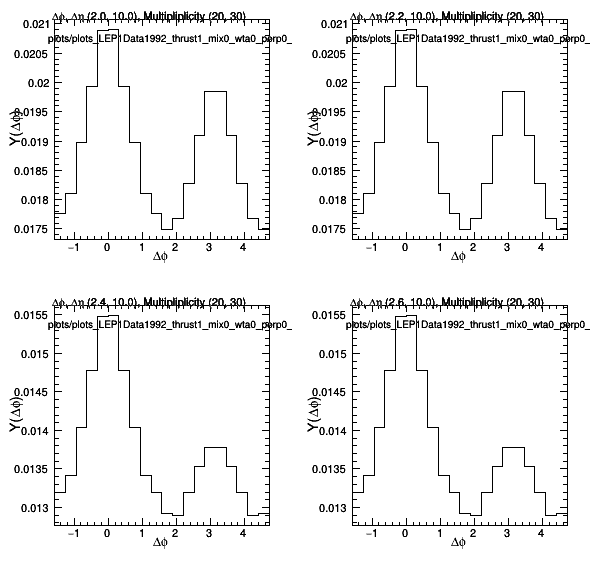 Δϕ, Δη (2.0, 10.0), Multipliplicity (20, 30)
Δϕ, Δη (2.2, 10.0), Multipliplicity (20, 30)
plots/plots_LEP1Data1992_thrust1_mix0_wta0_perp0_
plots/plots_LEP1Data1992_thrust1_mix0_wta0_perp0_
0.021
0.0205
0.02
0.0195
0.019
0.0185
0.018
0.0175
Y(Δϕ)
−1 0 1 2 3 4
Δϕ
0.021
0.0205
0.02
0.0195
0.019
0.0185
0.018
0.0175
Y(Δϕ)
−1 0 1 2 3 4
Δϕ
Δϕ, Δη (2.4, 10.0), Multipliplicity (20, 30)
Δϕ, Δη (2.6, 10.0), Multipliplicity (20, 30)
plots/plots_LEP1Data1992_thrust1_mix0_wta0_perp0_
plots/plots_LEP1Data1992_thrust1_mix0_wta0_perp0_
0.0155
0.015
0.0145
0.014
0.0135
0.013
Y(Δϕ)
−1 0 1 2 3 4
Δϕ
0.0155
0.015
0.0145
0.014
0.0135
0.013
Y(Δϕ)
−1 0 1 2 3 4
Δϕ